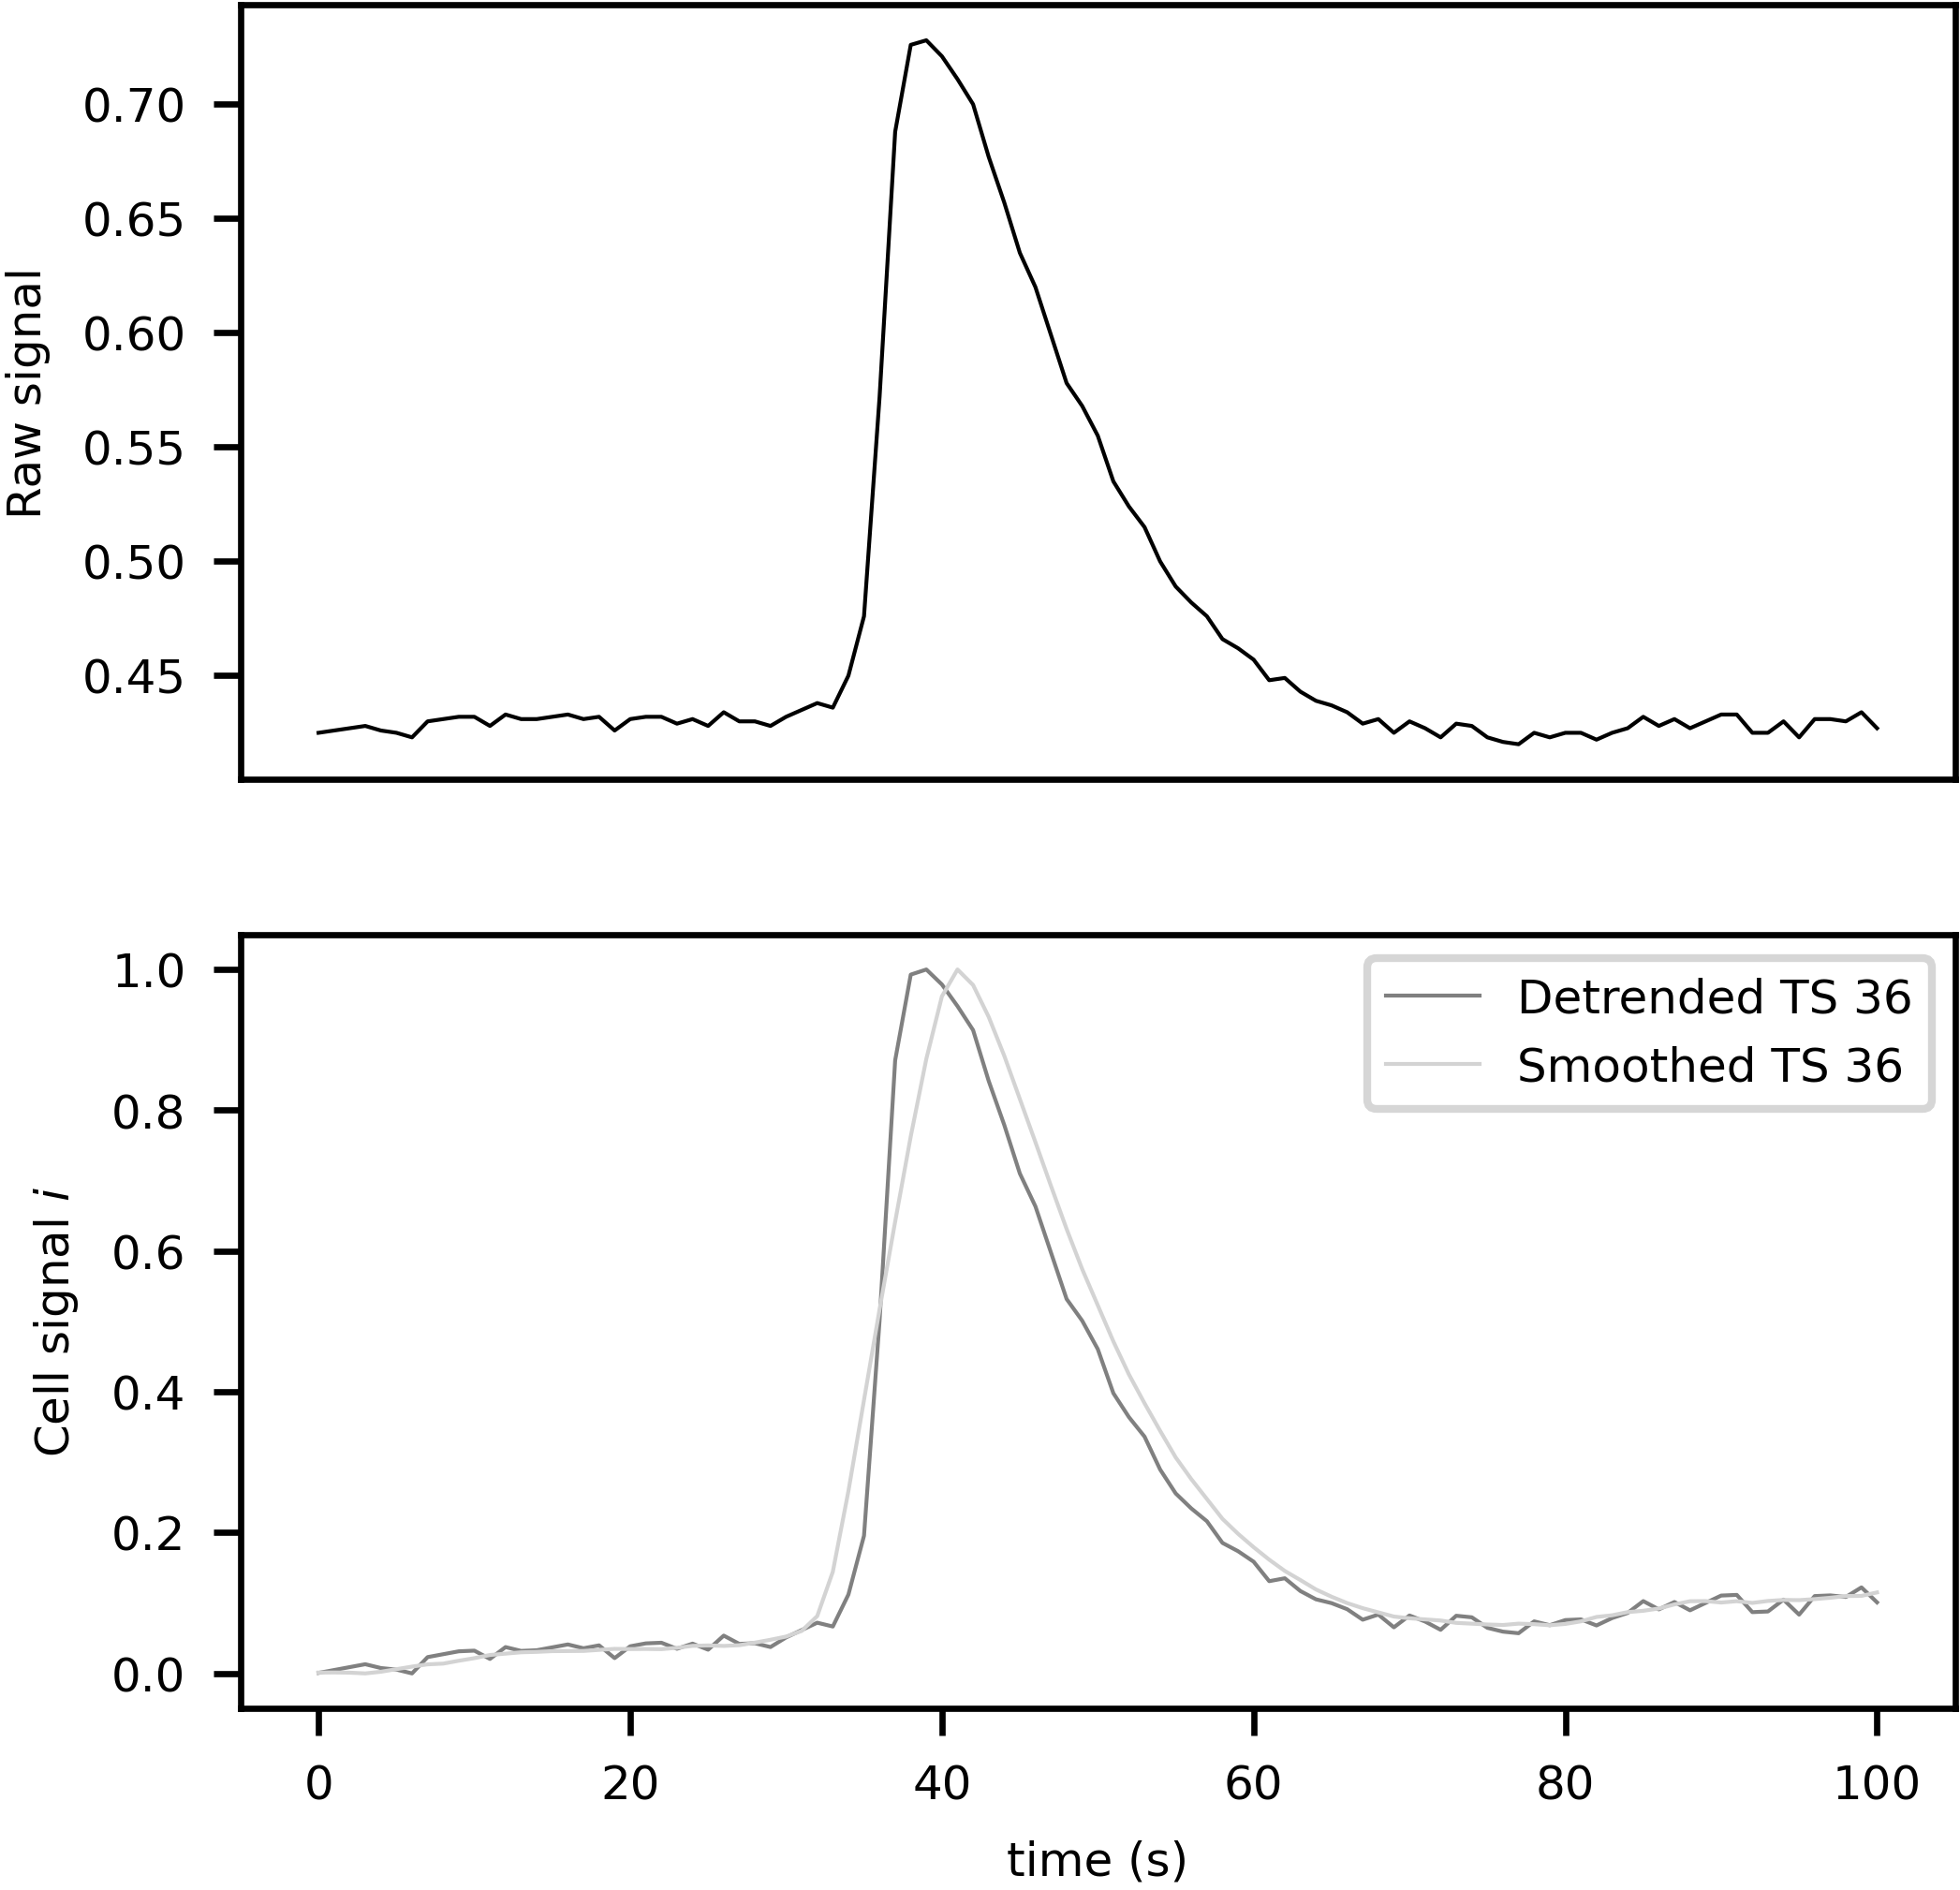 Raw signal
0.70
0.65
0.60
0.55
0.50
0.45
Cell signal i
1.0
0.8
0.6
0.4
0.2
0.0
Detrended TS 36
Smoothed TS 36
0 20 40 60 80 100
time (s)